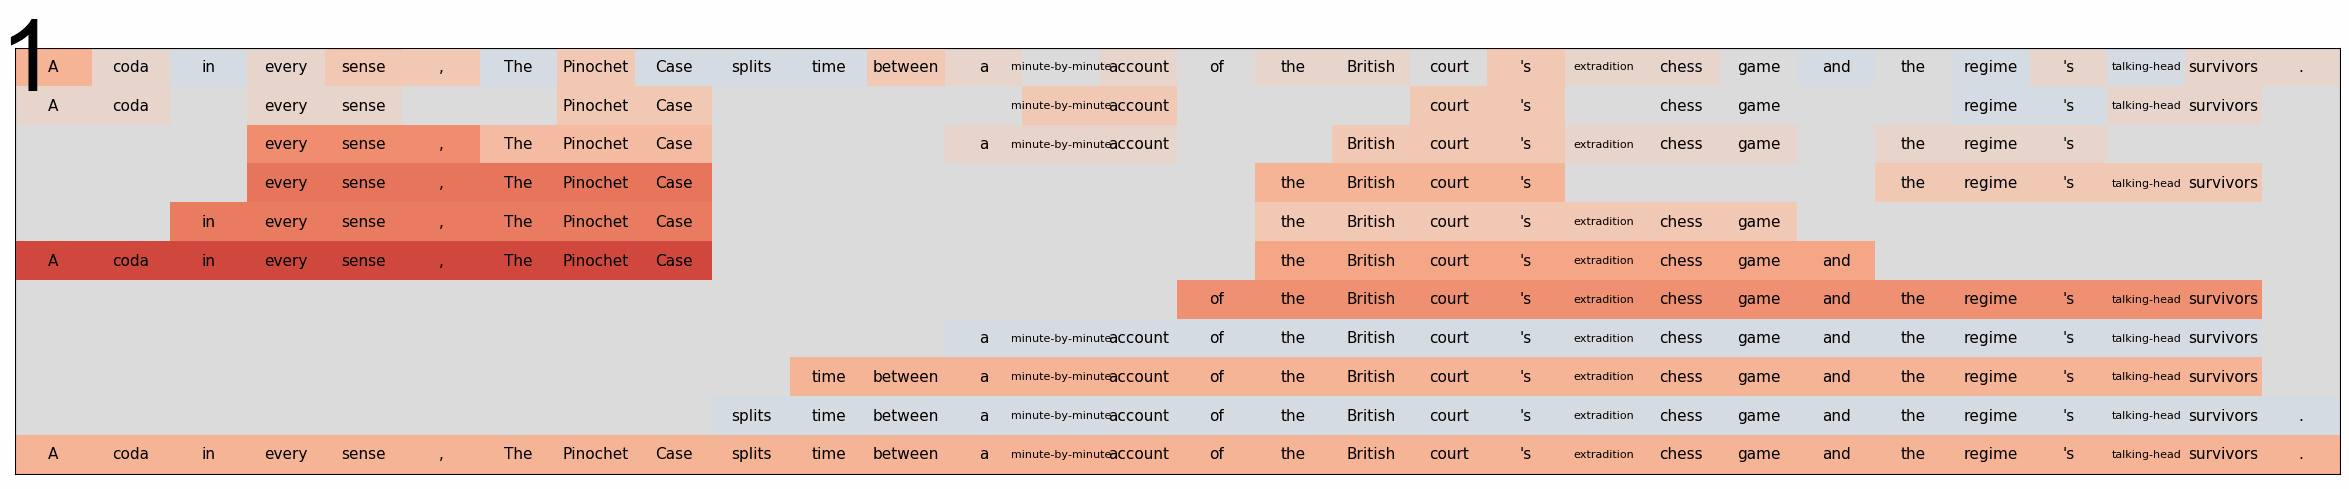 1
A coda in every sense , The Pinochet Case splits time between a minute-by-minute account of the British court 's extradition chess game and the regime 's talking-head survivors .
A coda every sense Pinochet Case minute-by-minute account court 's chess game regime 's talking-head survivors
every sense , The Pinochet Case a minute-by-minute account British court 's extradition chess game the regime 's
every sense , The Pinochet Case the British court 's the regime 's talking-head survivors
in every sense , The Pinochet Case the British court 's extradition chess game
A coda in every sense , The Pinochet Case the British court 's extradition chess game and
of the British court 's extradition chess game and the regime 's talking-head survivors
a minute-by-minute account of the British court 's extradition chess game and the regime 's talking-head survivors
time between a minute-by-minute account of the British court 's extradition chess game and the regime 's talking-head survivors
splits time between a minute-by-minute account of the British court 's extradition chess game and the regime 's talking-head survivors .
A coda in every sense , The Pinochet Case splits time between a minute-by-minute account of the British court 's extradition chess game and the regime 's talking-head survivors .